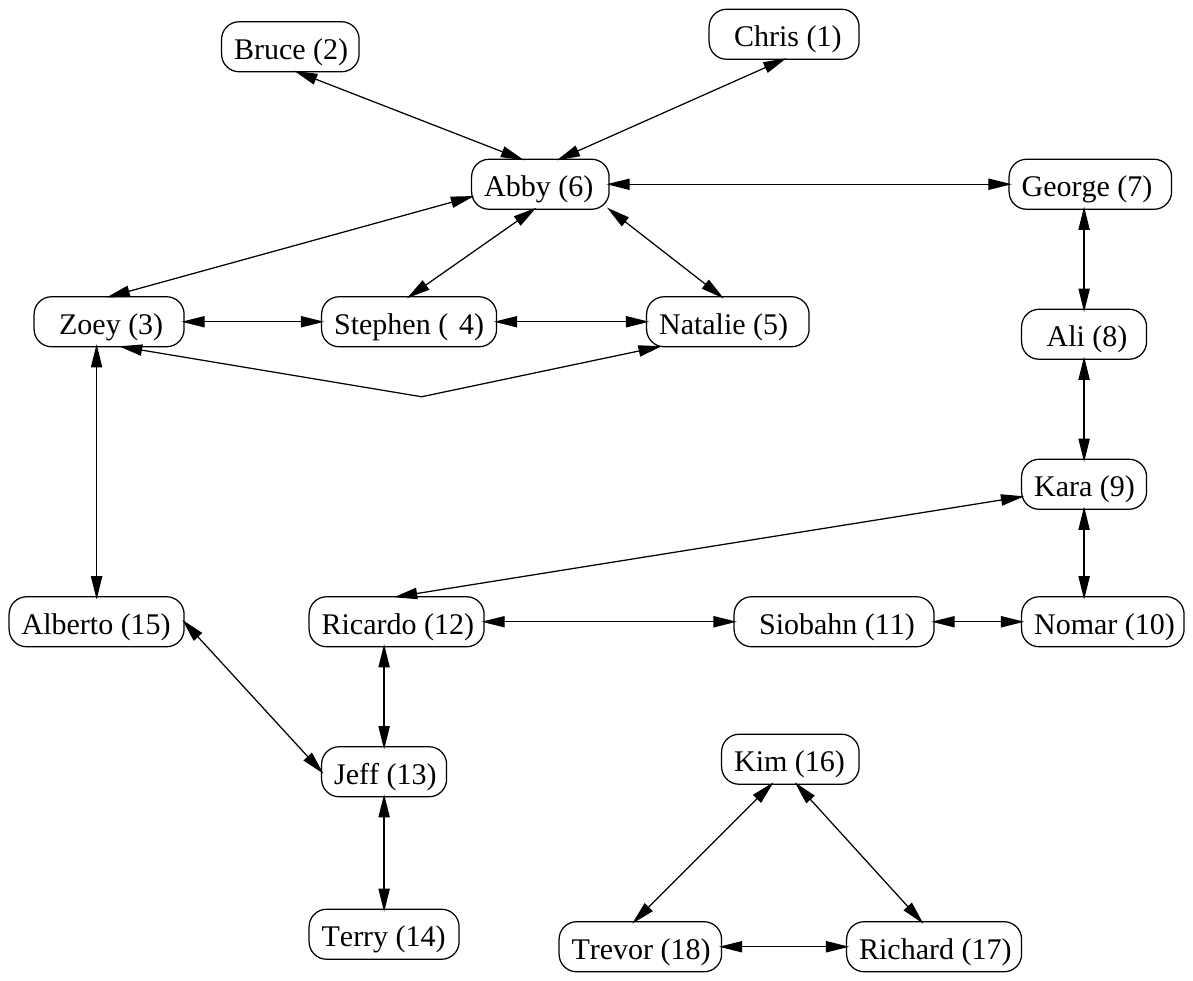 Bruce (2)
Chris (1)
Abby (6)
George (7)
Zoey (3)
Stephen ( 4)
Natalie (5)
Ali (8)
Kara (9)
Alberto (15)
Ricardo (12)
Siobahn (11)
Nomar (10)
Jeff (13)
Kim (16)
Terry (14)
Trevor (18)
Richard (17)